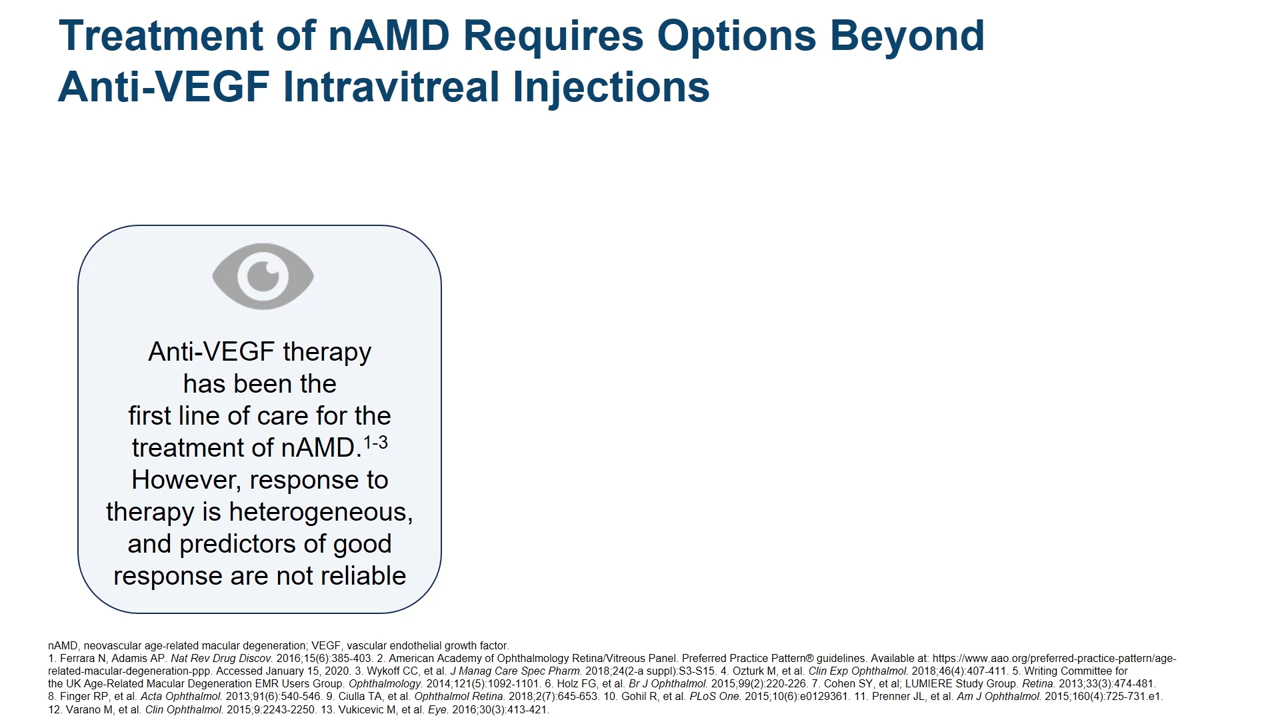 Treatment of nAMD Requires Options Beyond
Anti-VEGF Intravitreal Injections
Anti-VEGF therapy
has been the
first line of care for the
treatment of nAMD.1-3
However, response to
therapy is heterogeneous,
and predictors of good
response are not reliable
nAMD, neovascular age-related macular degeneration; VEGF, vascular endothelial growth factor.
1. Ferrara N, Adamis AP. Nat Rev Drug Discov. 2016;15(6):385-403. 2. American Academy of Ophthalmology Retina/Vitreous Panel. Preferred Practice Pattern® guidelines. Available at: https://www.aao.org/preferred-practice-pattern/age-
related-macular-degeneration-ppp. Accessed January 15, 2020. 3. Wykoff CC, et al. J Manag Care Spec Pharm. 2018;24(2-a suppl):S3-S15. 4. Ozturk M, et al. Clin Exp Ophthalmol. 2018;46(4):407-411. 5. Writing Committee for
the UK Age-Related Macular Degeneration EMR Users Group. Ophthalmology. 2014;121(5):1092-1101. 6. Holz FG, et al. Br J Ophthalmol. 2015;99(2):220-226. 7. Cohen SY, et al; LUMIERE Study Group. Retina. 2013;33(3):474-481.
8. Finger RP, et al. Acta Ophthalmol. 2013;91(6):540-546. 9. Ciulla TA, et al. Ophthalmol Retina. 2018;2(7):645-653. 10. Gohil R, et al. PLoS One. 2015;10(6):e0129361. 11. Prenner JL, et al. Am J Ophthalmol. 2015;160(4):725-731.e1.
12. Varano M, et al. Clin Ophthalmol. 2015;9:2243-2250. 13. Vukicevic M, et al. Eye. 2016;30(3):413-421.